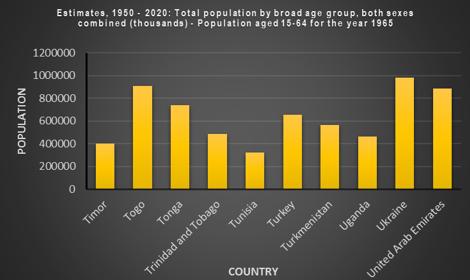 Estimates, 1950 - 2020: Total population by broad age group, both sexes
combined (thousands) - Population aged 15-64 for the year 1965
POPULATION
1200000
1000000
800000
600000
400000
200000
0
Timor
Togo
Tonga
Trinidad and Tobago
Tunisia
Turkey
Turkmenistan
Uganda
Ukraine
United Arab Emirates
COUNTRY